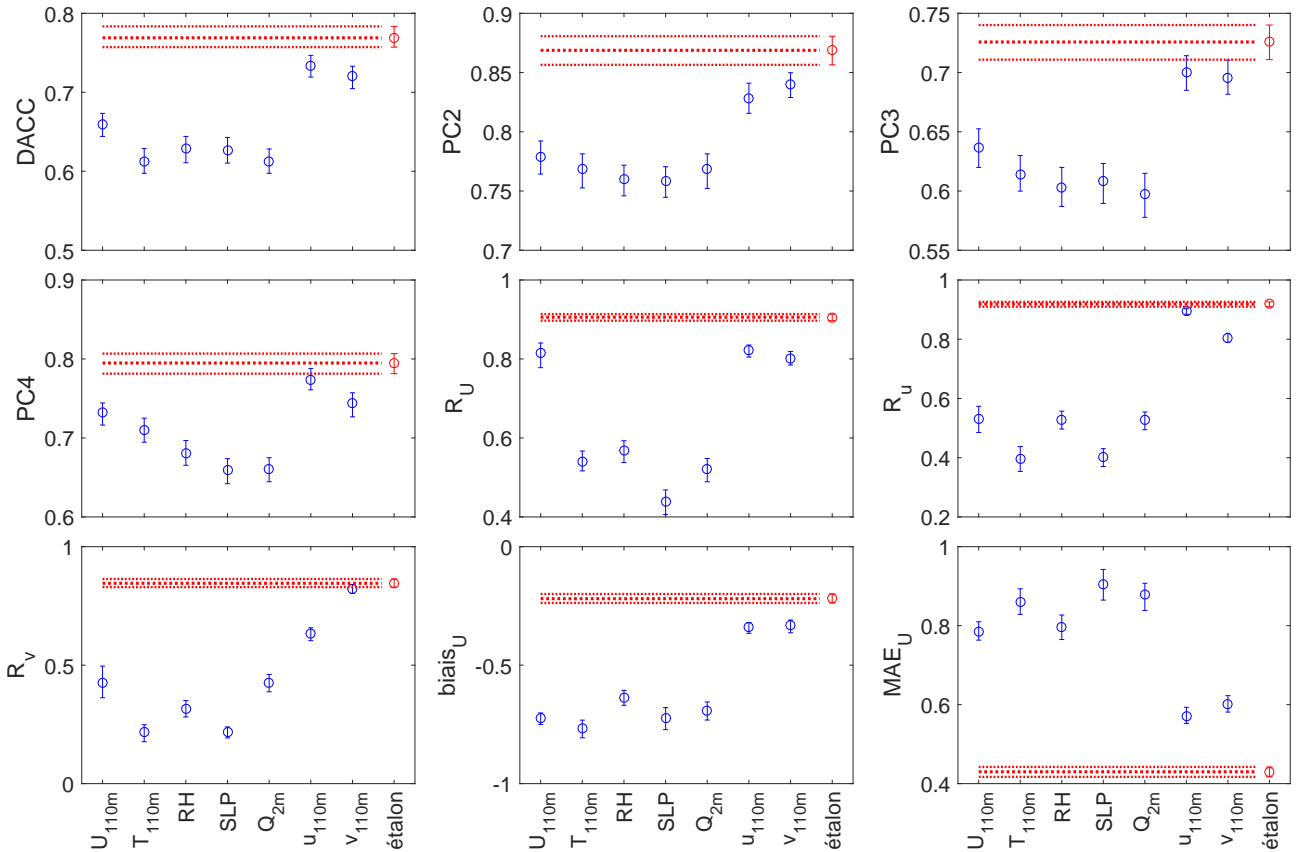 0.8
0.7
0.6
0.5
DACC
0.9
0.85
0.8
0.75
0.7
PC2
0.75
0.7
0.65
0.6
0.55
PC3
0.9
0.8
0.7
0.6
PC4
1
0.8
0.6
0.4
R_U
1
0.8
0.6
0.4
0.2
R_u
1
0.5
0
R_v
0
-0.5
-1
biais_U
1
0.8
0.6
0.4
MAE_U
U_110m
T_110m
RH
SLP
Q_2m
u_110m
v_110m
étalon
U_110m
T_110m
RH
SLP
Q_2m
u_110m
v_110m
étalon
U_110m
T_110m
RH
SLP
Q_2m
u_110m
v_110m
étalon